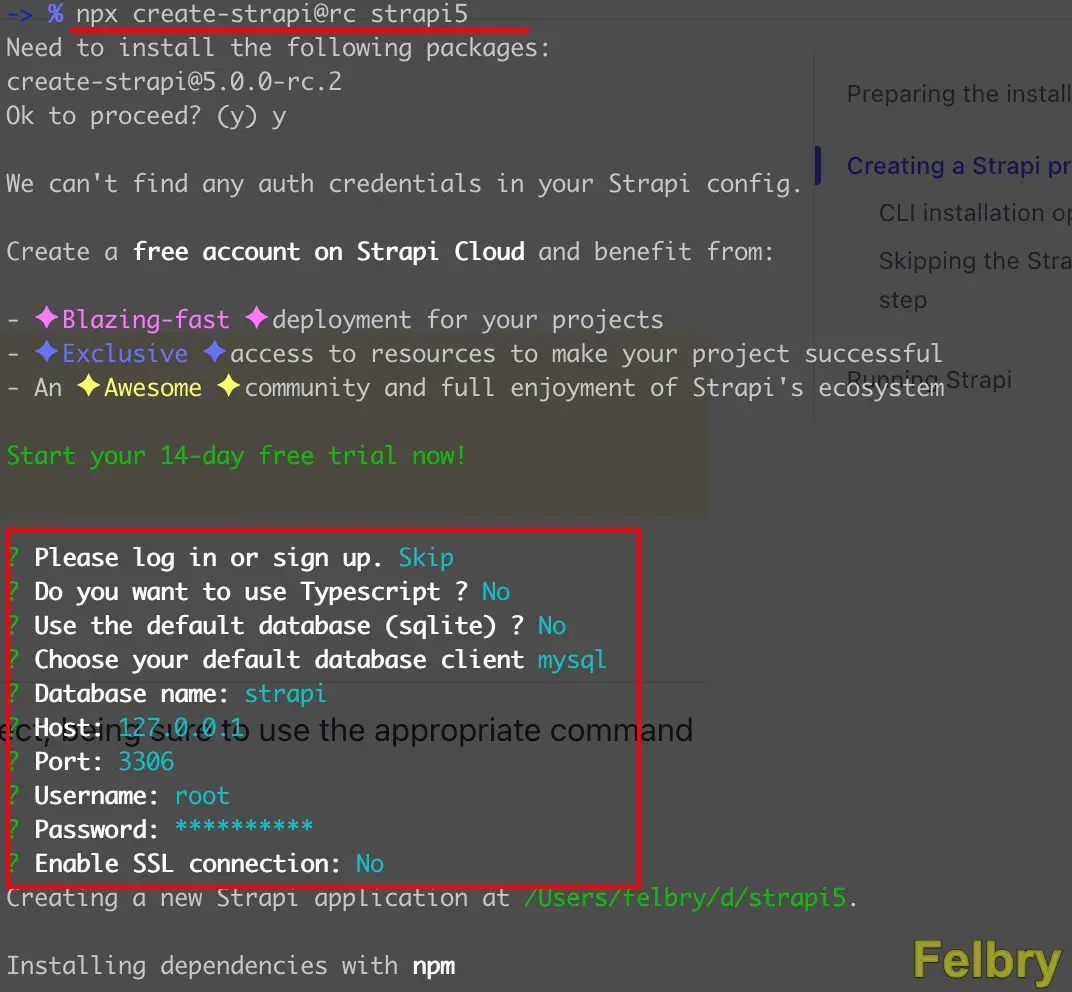 -> % npx create-strapi@rc strapi5
Need to install the following packages:
create-strapi@5.0.0-rc.2
Ok to proceed? (y) y
Preparing the install
We can't find any auth credentials in your Strapi config.
Creating a Strapi pr
CLI installation op
Create a free account on Strapi Cloud and benefit from:
Skipping the Stra
step
- ✦Blazing-fast ✦deployment for your projects
- ✦Exclusive ✦access to resources to make your project successful
- An ✦Awesome ✦community and full enjoyment of Strapi's ecosystem
Running Strapi
Start your 14-day free trial now!
? Please log in or sign up. Skip
? Do you want to use Typescript ? No
? Use the default database (sqlite) ? No
? Choose your default database client mysql
? Database name: strapi
? Host: 127.0.0.1
ect, being sure to use the appropriate command
? Port: 3306
? Username: root
? Password: **********
? Enable SSL connection: No
Creating a new Strapi application at /Users/felbry/d/strapi5.
Installing dependencies with npm
Felbry